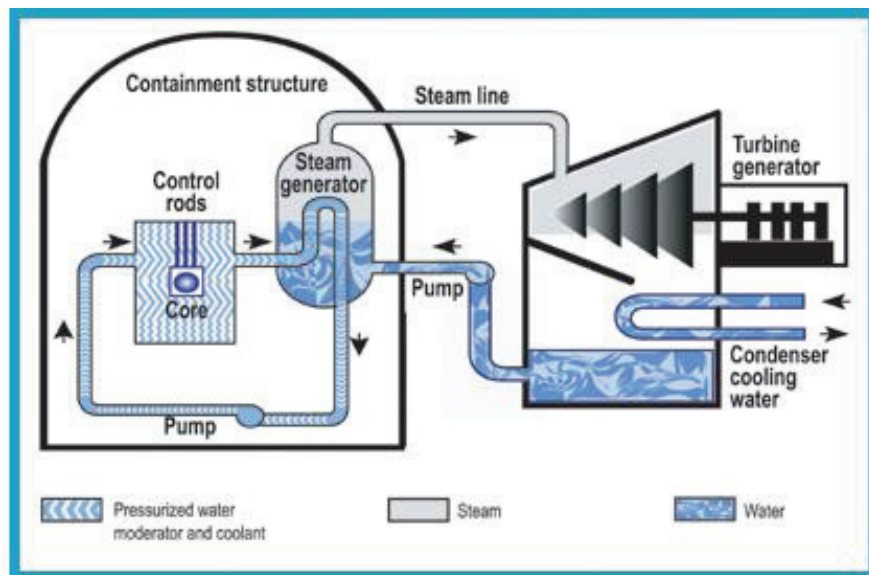 Containment structure
Steam line
Steam
generator
Turbine
generator
Control
rods
Core
Pump
Pump
Condenser
cooling
water
Pressurized water
moderator and coolant
Steam
Water